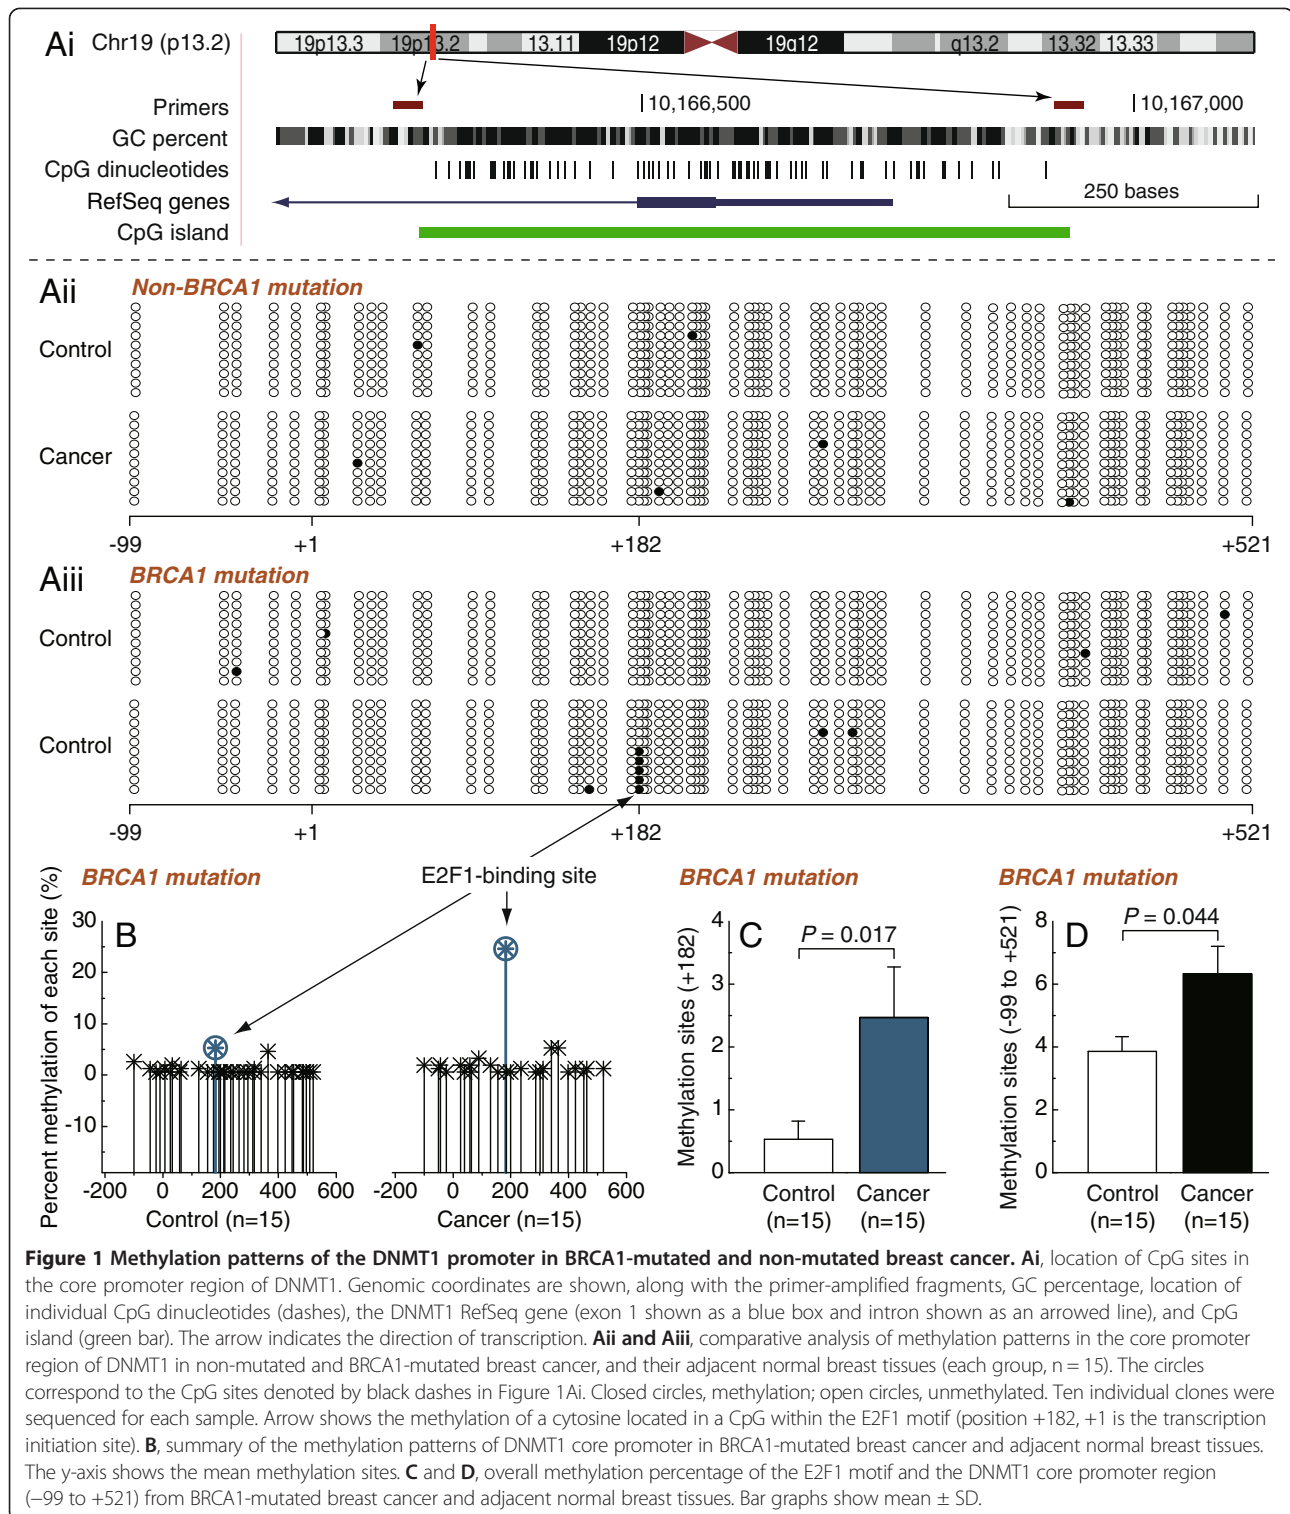 Ai
Chr19 (p13.2)
19p13.3 19p13.2 13.11 19p12 19q12 q13.2 13.32 13.33
Primers
10,166,500 10,167,000
GC percent
CpG dinucleotides
RefSeq genes
250 bases
CpG island
Aii
Non-BRCA1 mutation
Control
Cancer
-99 +1 +182 +521
Aiii
BRCA1 mutation
Control
Control
-99 +1 +182 +521
BRCA1 mutation
E2F1-binding site
B
Percent methylation of each site (%)
30
20
10
0
-10
-200 0 200 400 600
Control (n=15)
-200 0 200 400 600
Cancer (n=15)
BRCA1 mutation
C
P = 0.017
Methylation sites (+182)
4
3
2
1
0
Control Cancer
(n=15) (n=15)
BRCA1 mutation
D
P = 0.044
Methylation sites (-99 to +521)
8
6
4
2
0
Control Cancer
(n=15) (n=15)
Figure 1 Methylation patterns of the DNMT1 promoter in BRCA1-mutated and non-mutated breast cancer. Ai, location of CpG sites in
the core promoter region of DNMT1. Genomic coordinates are shown, along with the primer-amplified fragments, GC percentage, location of
individual CpG dinucleotides (dashes), the DNMT1 RefSeq gene (exon 1 shown as a blue box and intron shown as an arrowed line), and CpG
island (green bar). The arrow indicates the direction of transcription. Aii and Aiii, comparative analysis of methylation patterns in the core promoter
region of DNMT1 in non-mutated and BRCA1-mutated breast cancer, and their adjacent normal breast tissues (each group, n = 15). The circles
correspond to the CpG sites denoted by black dashes in Figure 1Ai. Closed circles, methylation; open circles, unmethylated. Ten individual clones were
sequenced for each sample. Arrow shows the methylation of a cytosine located in a CpG within the E2F1 motif (position +182, +1 is the transcription
initiation site). B, summary of the methylation patterns of DNMT1 core promoter in BRCA1-mutated breast cancer and adjacent normal breast tissues.
The y-axis shows the mean methylation sites. C and D, overall methylation percentage of the E2F1 motif and the DNMT1 core promoter region
(−99 to +521) from BRCA1-mutated breast cancer and adjacent normal breast tissues. Bar graphs show mean ± SD.